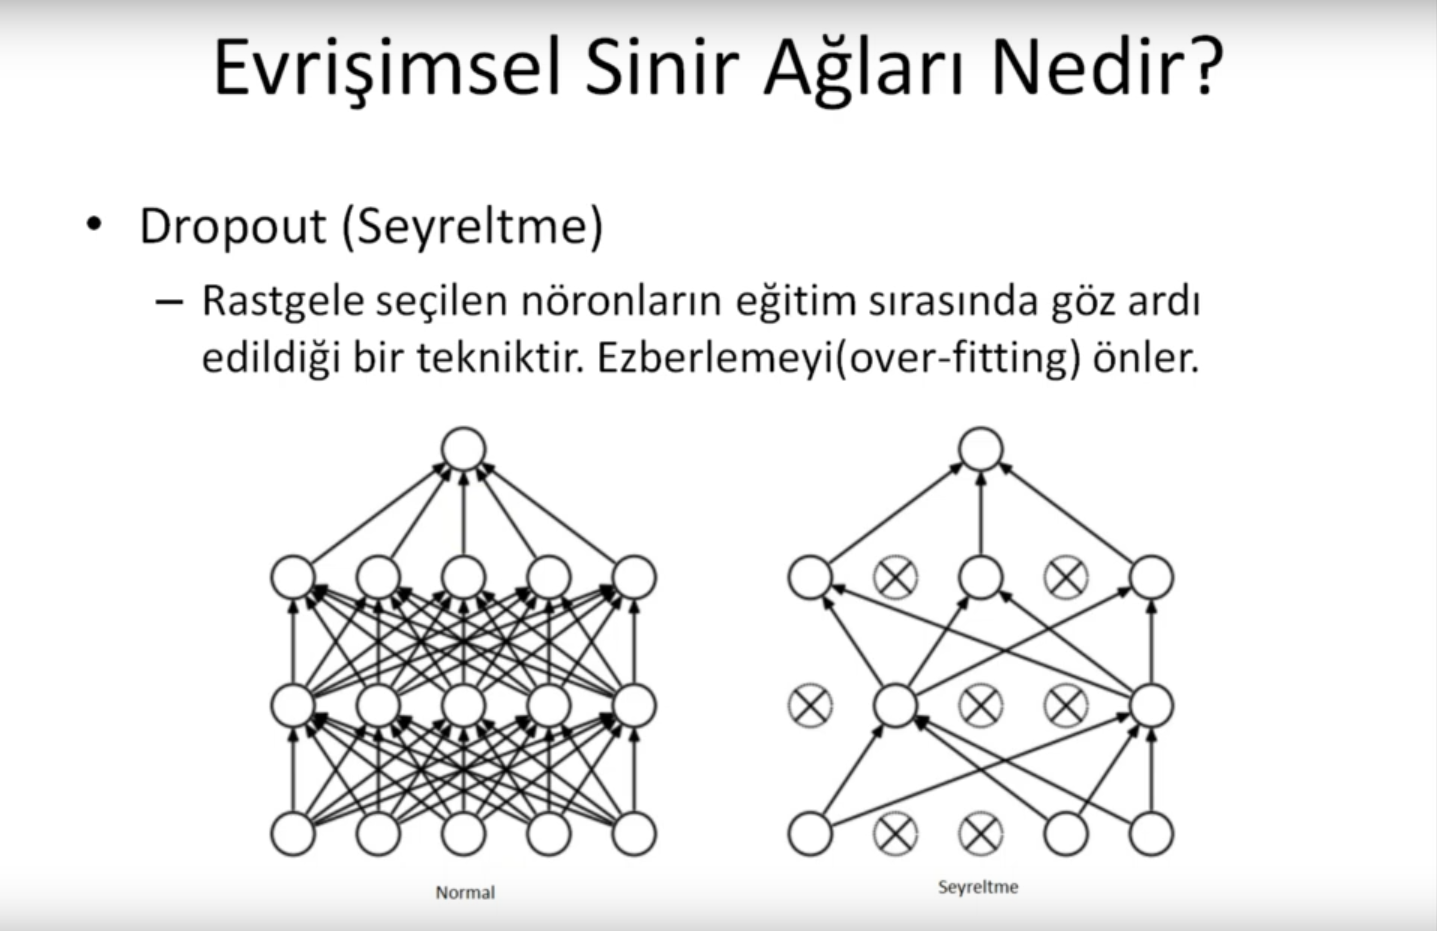 Evrişimsel Sinir Ağları Nedir?
• Dropout (Seyreltme)
– Rastgele seçilen nöronların eğitim sırasında göz ardı
edildiği bir tekniktir. Ezberlemeyi(over-fitting) önler.
Normal
Seyreltme